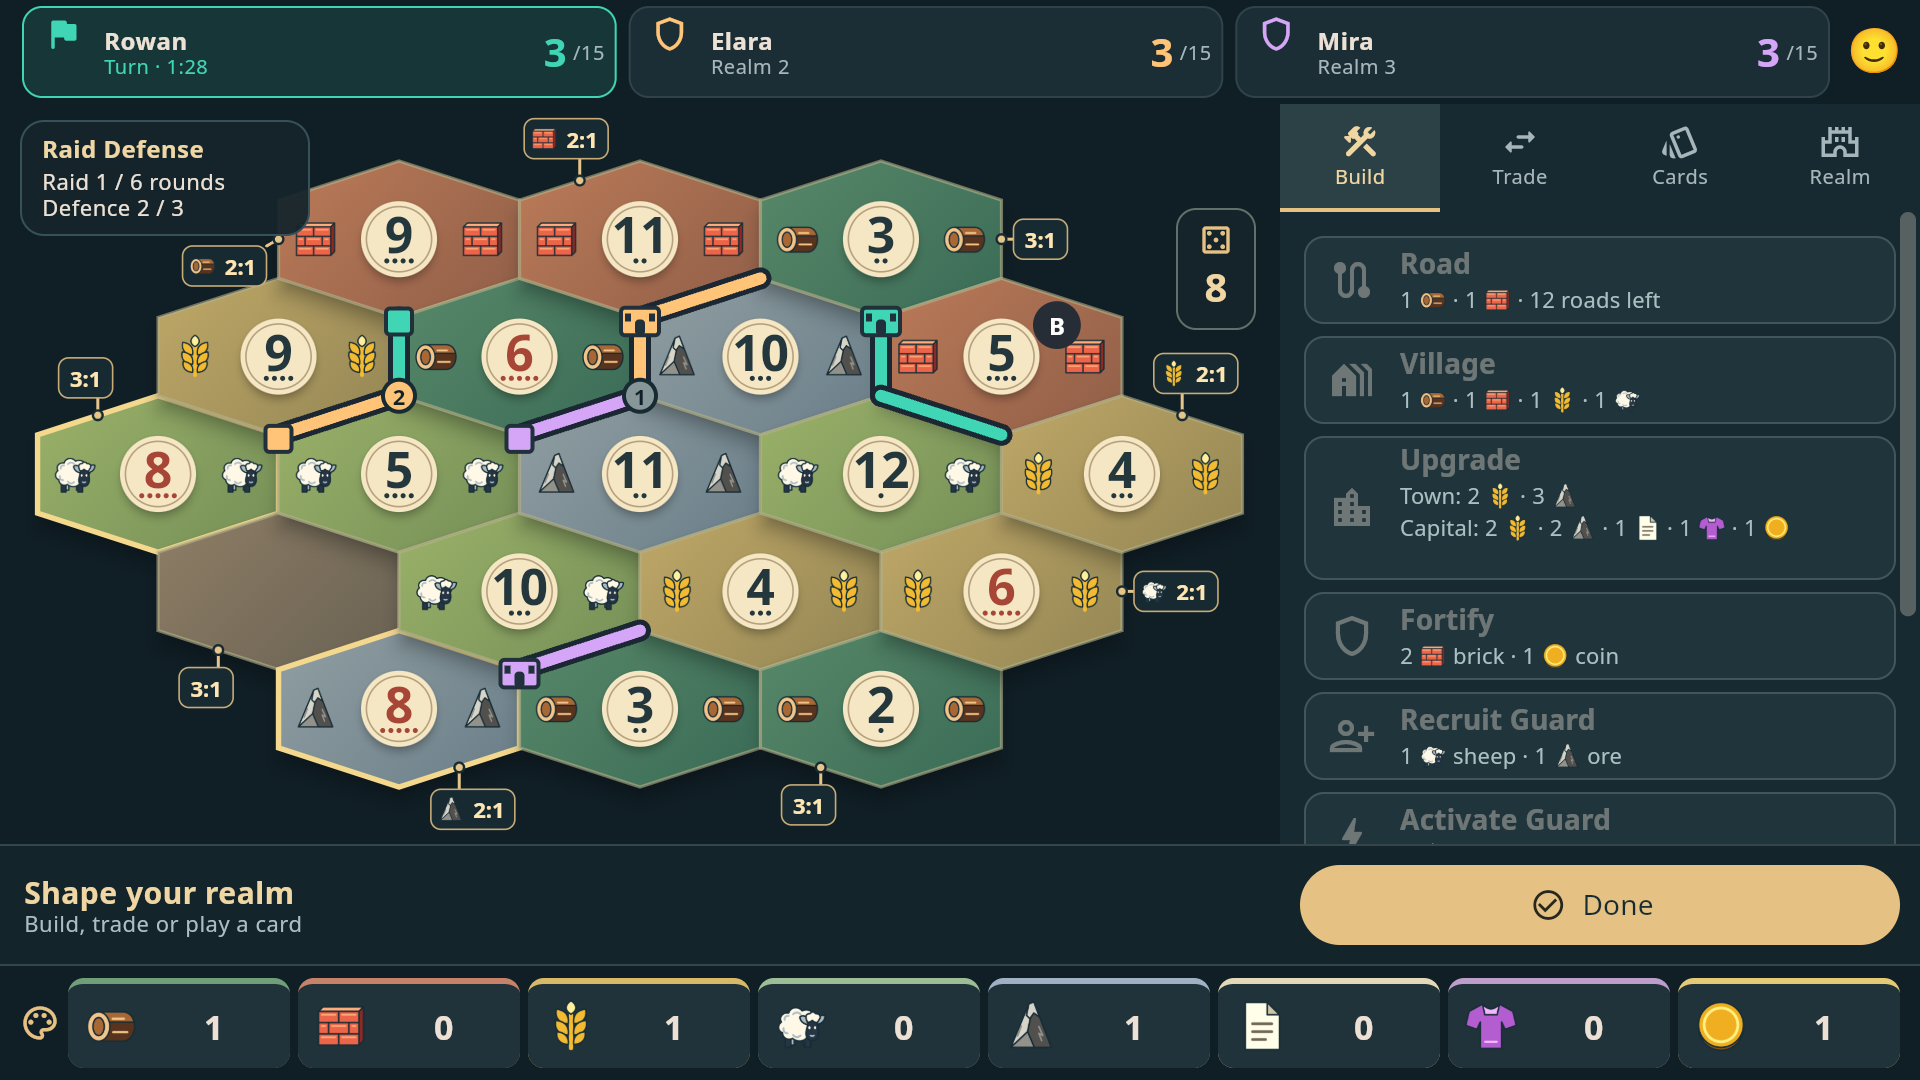 Rowan
Turn · 1:28
3 /15
Elara
Realm 2
3 /15
Mira
Realm 3
3 /15
Raid Defense
Raid 1 / 6 rounds
Defence 2 / 3
2:1
2:1
3:1
3:1
2:1
2:1
3:1
2:1
3:1
9
11
3
8
9
6
10
5
B
2
1
8
5
11
12
4
10
4
6
8
3
2
Build
Trade
Cards
Realm
Road
1 · 1 · 12 roads left
Village
1 · 1 · 1 · 1
Upgrade
Town: 2 · 3
Capital: 2 · 2 · 1 · 1 · 1
Fortify
2 brick · 1 coin
Recruit Guard
1 sheep · 1 ore
Activate Guard
Shape your realm
Build, trade or play a card
Done
1
0
1
0
1
0
0
1